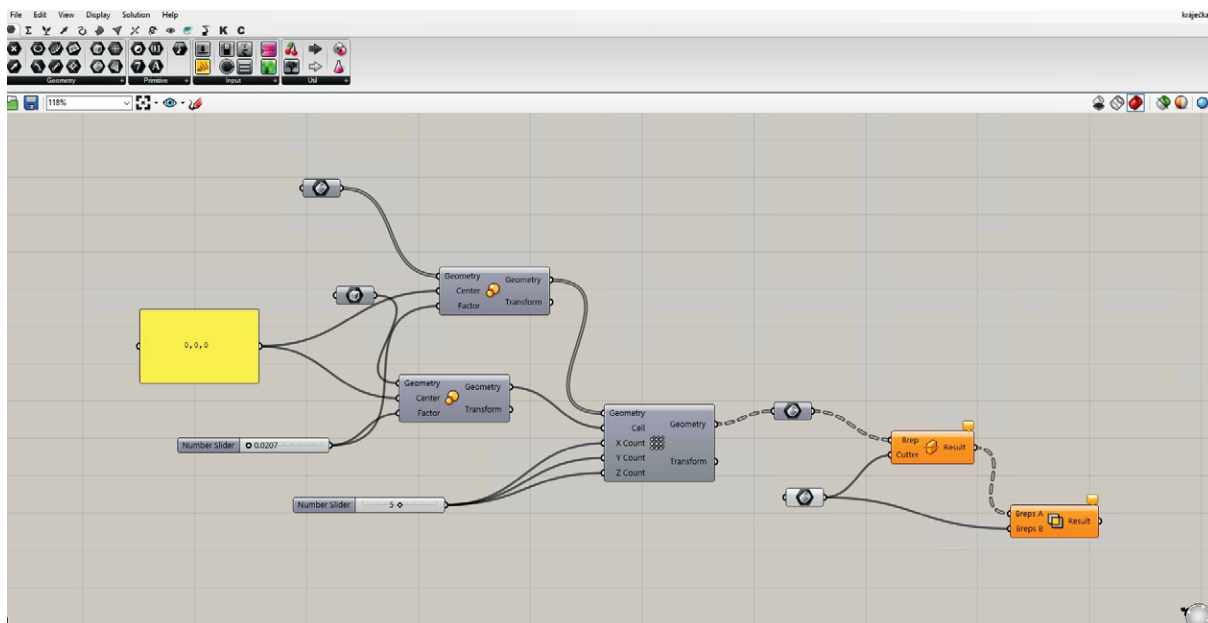 File Edit View Display Solution Help
kráječka
K C
Geometry + Primitive + Input + Util +
118%
Geometry Geometry
Center
Factor Transform
0,0,0
Geometry Geometry
Center
Factor Transform
Number Slider 0.0207
Geometry
Cell Geometry
X Count
Y Count Transform
Z Count
Number Slider 5
Brep
Cutter Result
Breps A
Breps B Result